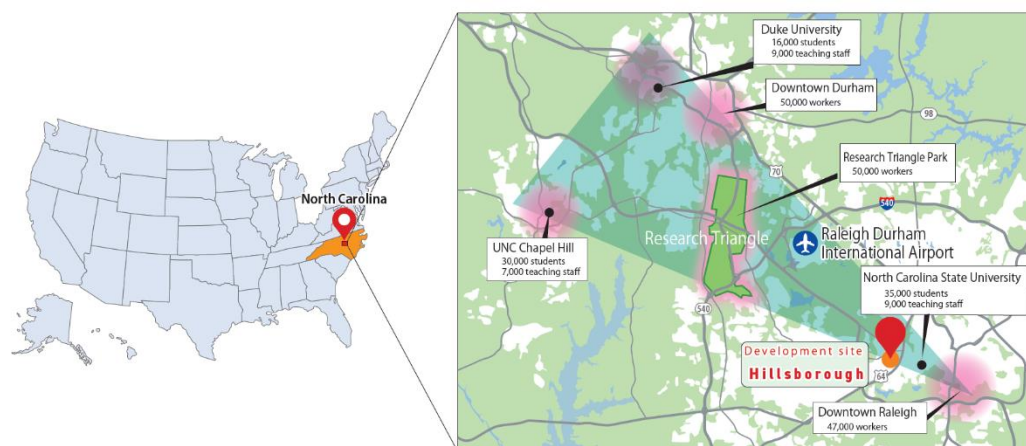 North Carolina
Duke University
16,000 students
9,000 teaching staff
Downtown Durham
50,000 workers
98
Research Triangle Park
50,000 workers
70
540
UNC Chapel Hill
30,000 students
7,000 teaching staff
Research Triangle
Raleigh Durham
International Airport
North Carolina State University
35,000 students
9,000 teaching staff
540
Development site
Hillsborough
64
Downtown Raleigh
47,000 workers